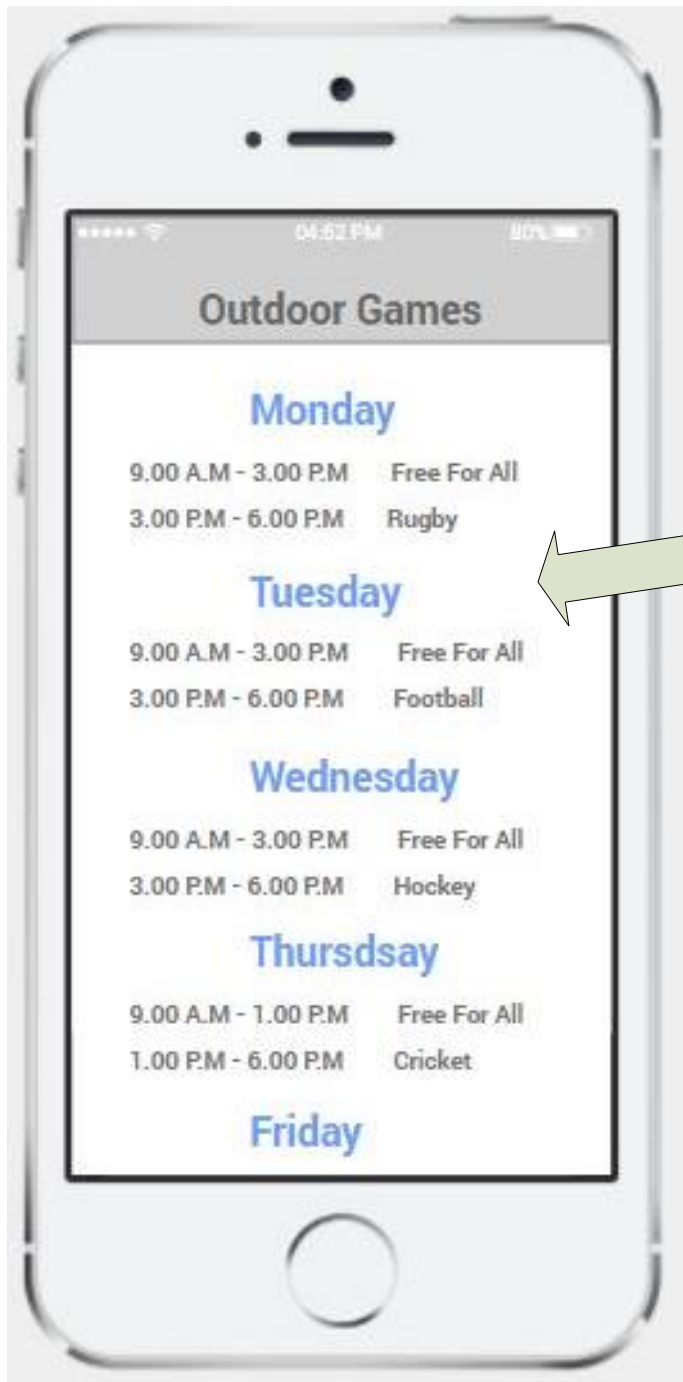 04:52 PM 80%
Outdoor Games
Monday
9.00 A.M - 3.00 P.M Free For All
3.00 P.M - 6.00 P.M Rugby
Tuesday
9.00 A.M - 3.00 P.M Free For All
3.00 P.M - 6.00 P.M Football
Wednesday
9.00 A.M - 3.00 P.M Free For All
3.00 P.M - 6.00 P.M Hockey
Thursdsay
9.00 A.M - 1.00 P.M Free For All
1.00 P.M - 6.00 P.M Cricket
Friday